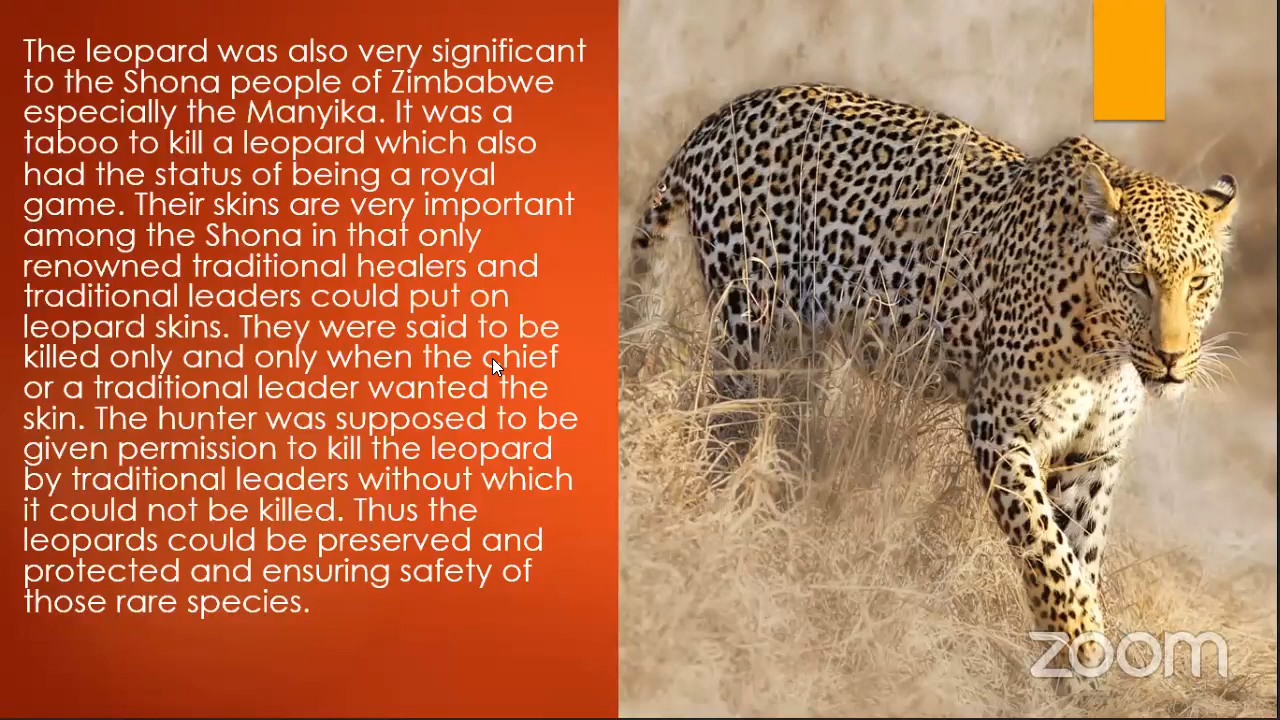 The leopard was also very significant
to the Shona people of Zimbabwe
especially the Manyika. It was a
taboo to kill a leopard which also
had the status of being a royal
game. Their skins are very important
among the Shona in that only
renowned traditional healers and
traditional leaders could put on
leopard skins. They were said to be
killed only and only when the chief
or a traditional leader wanted the
skin. The hunter was supposed to be
given permission to kill the leopard
by traditional leaders without which
it could not be killed. Thus the
leopards could be preserved and
protected and ensuring safety of
those rare species.
zoom